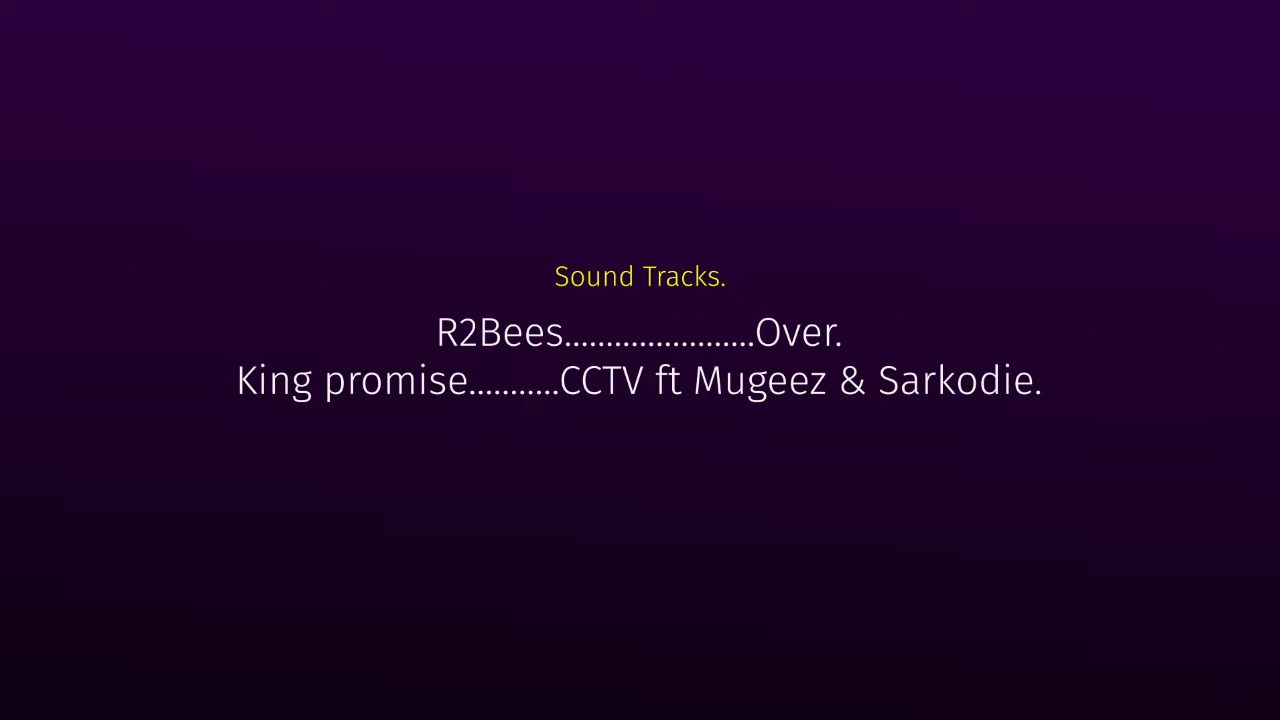 Sound Tracks.
R2Bees.......................Over.
King promise...........CCTV ft Mugeez & Sarkodie.